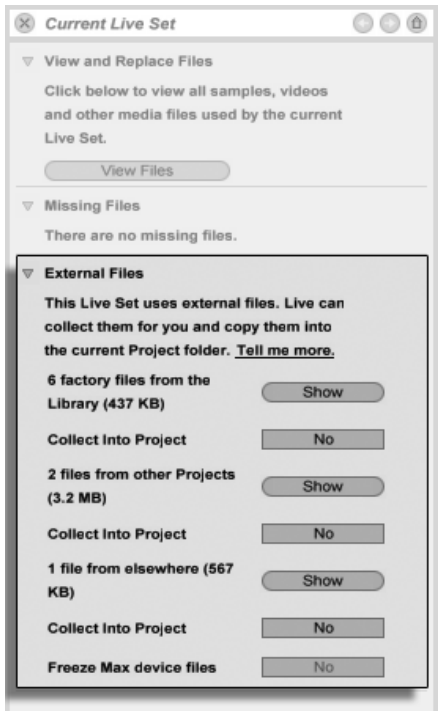 Current Live Set
View and Replace Files
Click below to view all samples, videos
and other media files used by the current
Live Set.
View Files
Missing Files
There are no missing files.
External Files
This Live Set uses external files. Live can
collect them for you and copy them into
the current Project folder. Tell me more.
6 factory files from the
Library (437 KB)
Show
Collect Into Project
No
2 files from other Projects
(3.2 MB)
Show
Collect Into Project
No
1 file from elsewhere (567
KB)
Show
Collect Into Project
No
Freeze Max device files
No